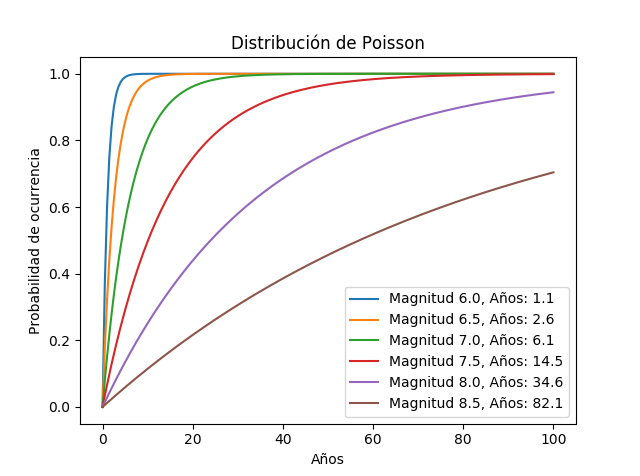 Distribución de Poisson
Probabilidad de ocurrencia
1.0
0.8
0.6
0.4
0.2
0.0
Magnitud 6.0, Años: 1.1
Magnitud 6.5, Años: 2.6
Magnitud 7.0, Años: 6.1
Magnitud 7.5, Años: 14.5
Magnitud 8.0, Años: 34.6
Magnitud 8.5, Años: 82.1
0 20 40 60 80 100
Años